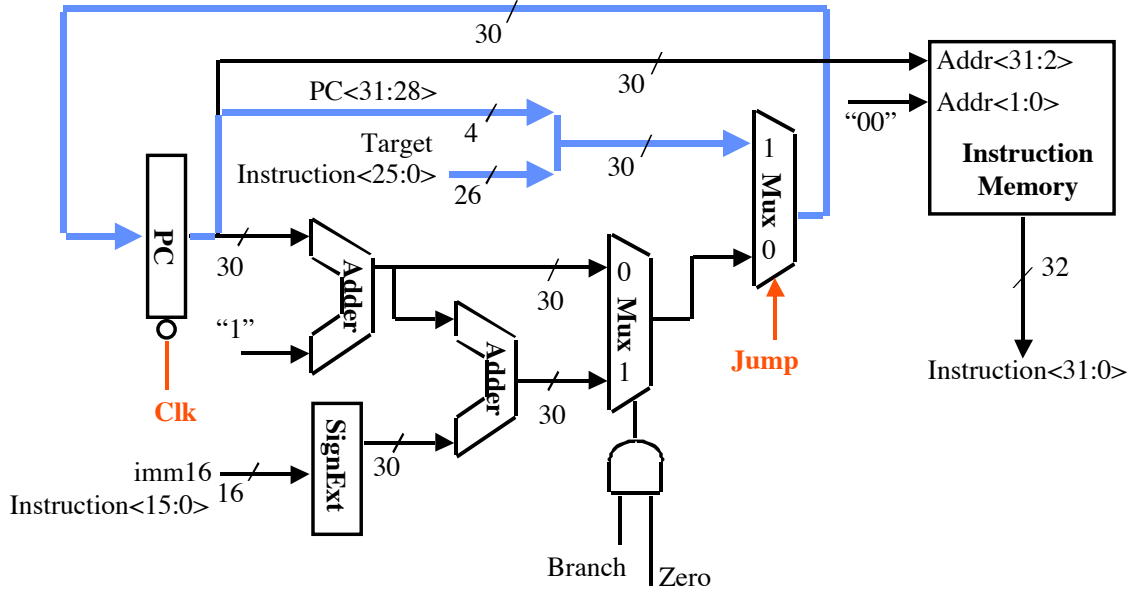 30
30
Addr<31:2>
PC<31:28>
4
Addr<1:0>
“00”
Target
Instruction<25:0>
26
30
1
Mux
0
Instruction
Memory
PC
30
Adder
30
0
Mux
1
32
“1”
Jump
Instruction<31:0>
Clk
Adder
30
SignExt
30
imm16
16
Instruction<15:0>
Branch
Zero